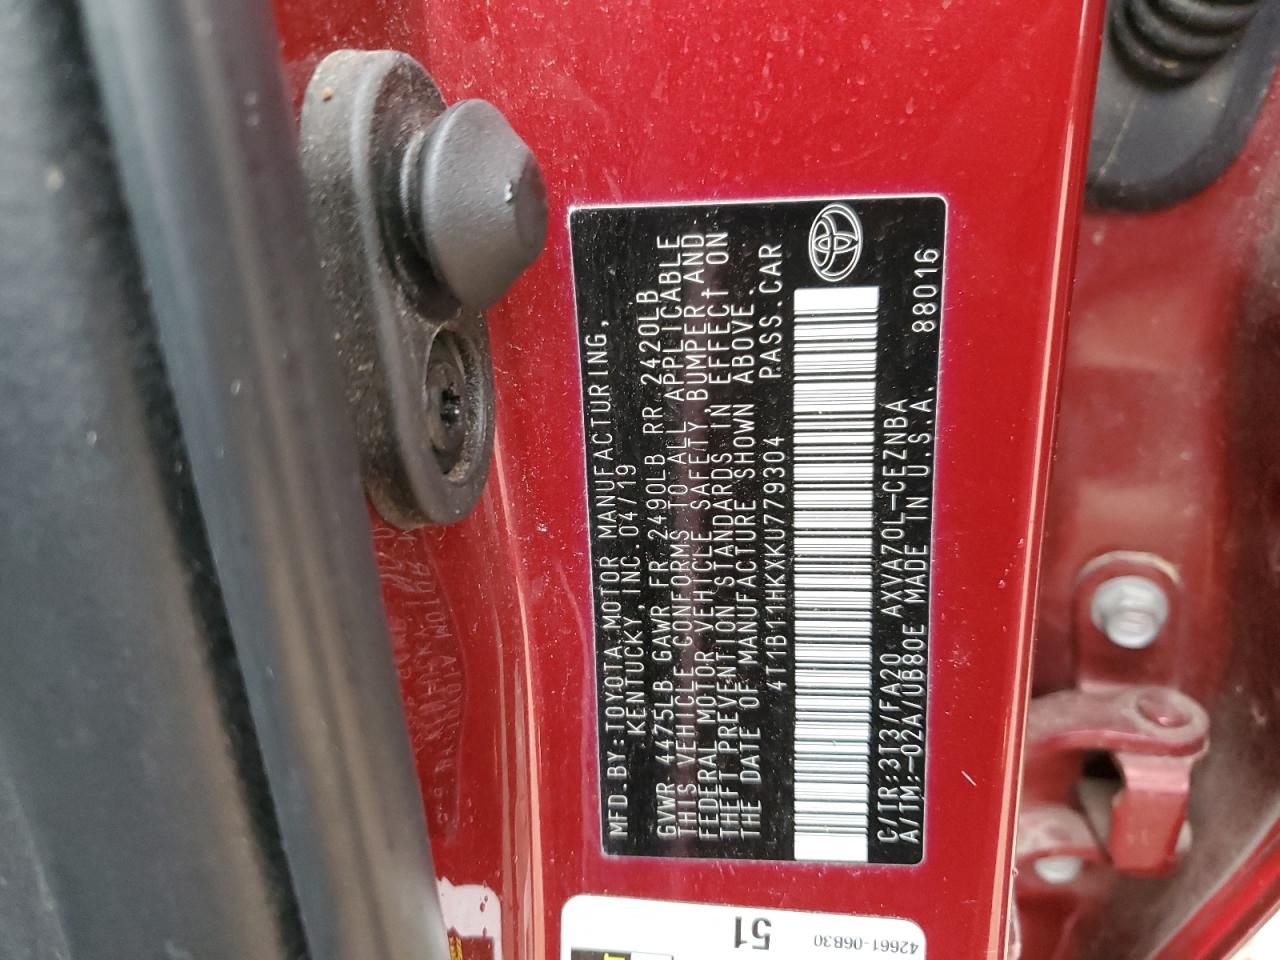 MFD.BY:TOYOTA MOTOR MANUFACTURING,
KENTUCKY, INC. 04/19
GVWR 4475LB GAWR FR 2490LB RR 2420LB
THIS VEHICLE CONFORMS TO ALL APPLICABLE
FEDERAL MOTOR VEHICLE SAFETY, BUMPER, AND
THEFT PREVENTION STANDARDS IN EFFECT ON
THE DATE OF MANUFACTURE SHOWN ABOVE.
4T1B11HKXKU779304 PASS.CAR
C/TR:3T3/FA20 AXVA70L-CEZNBA
A/TM:-02A/UB80E MADE IN U.S.A. 88016
51
42661-06B30